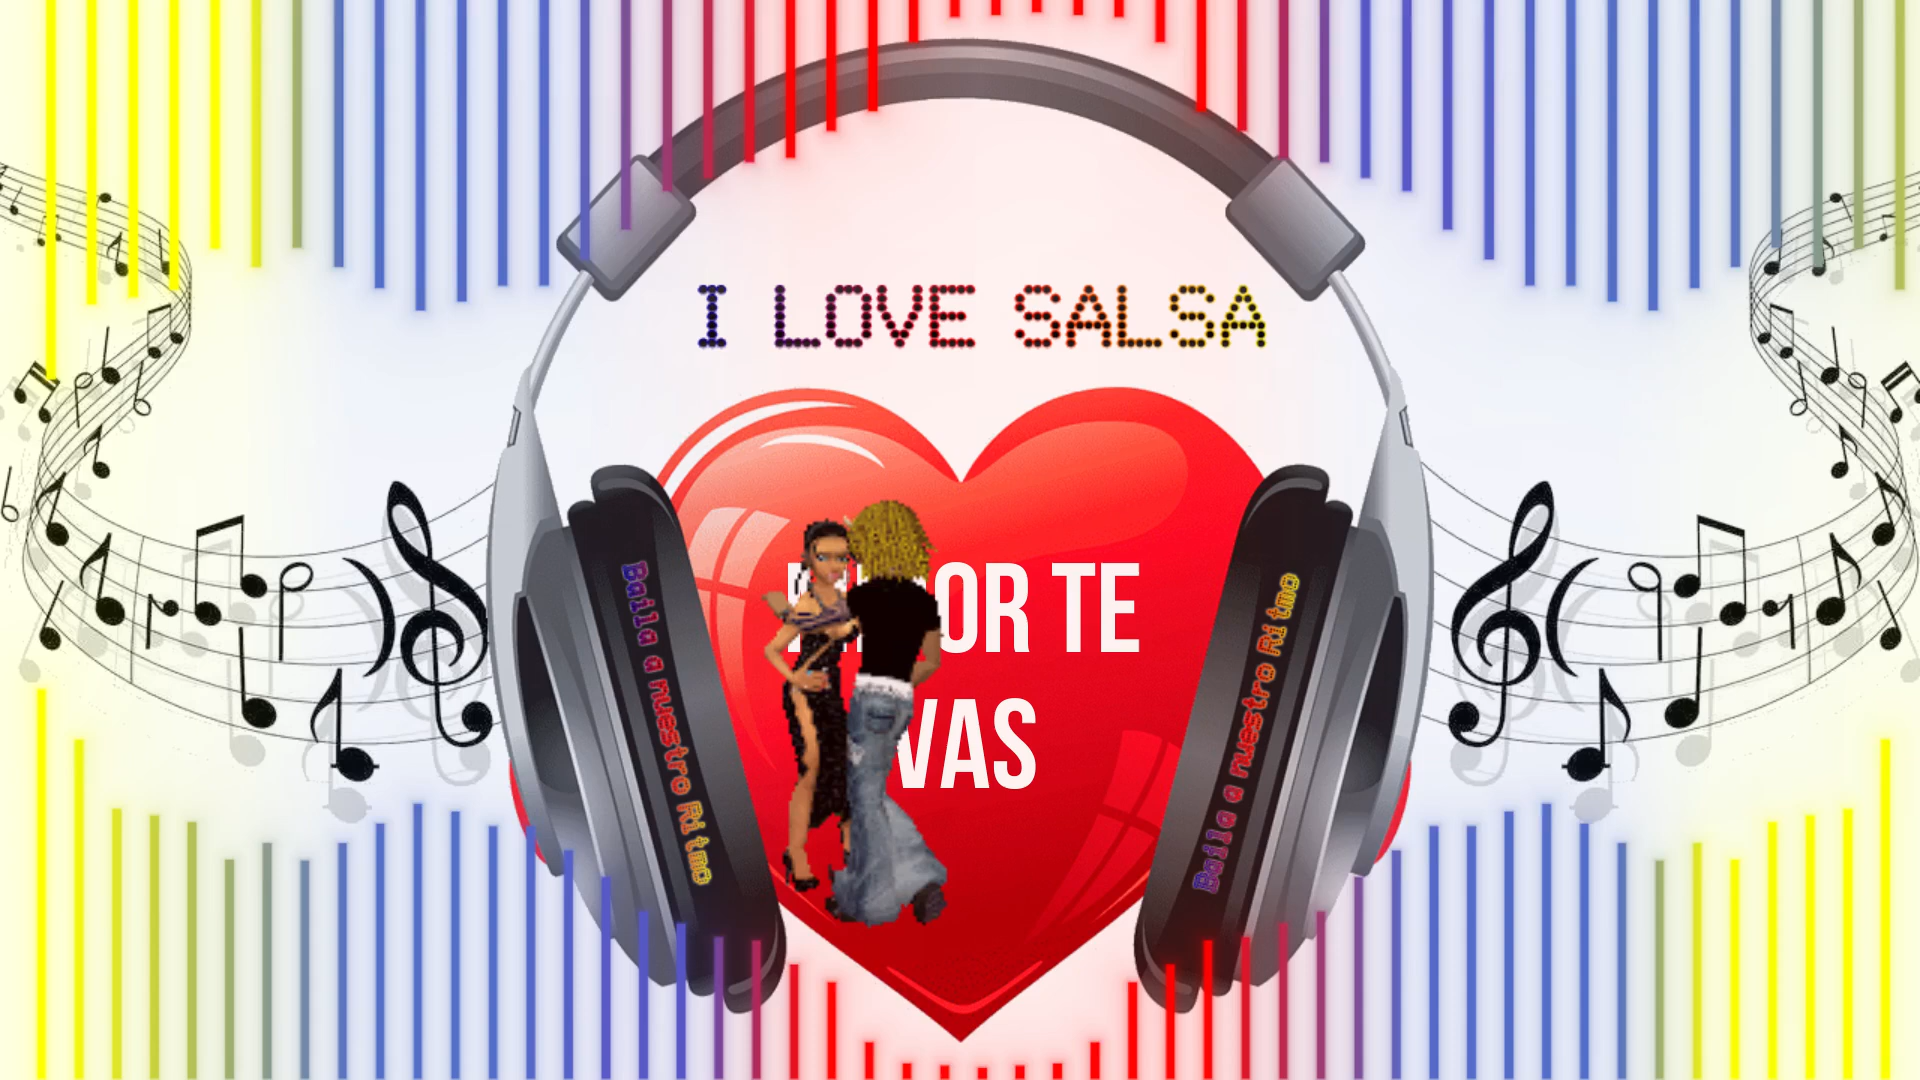 I LOVE SALSA
OR TE
VAS
Baila a nuestro Ritmo
Baila a nuestro Ritmo